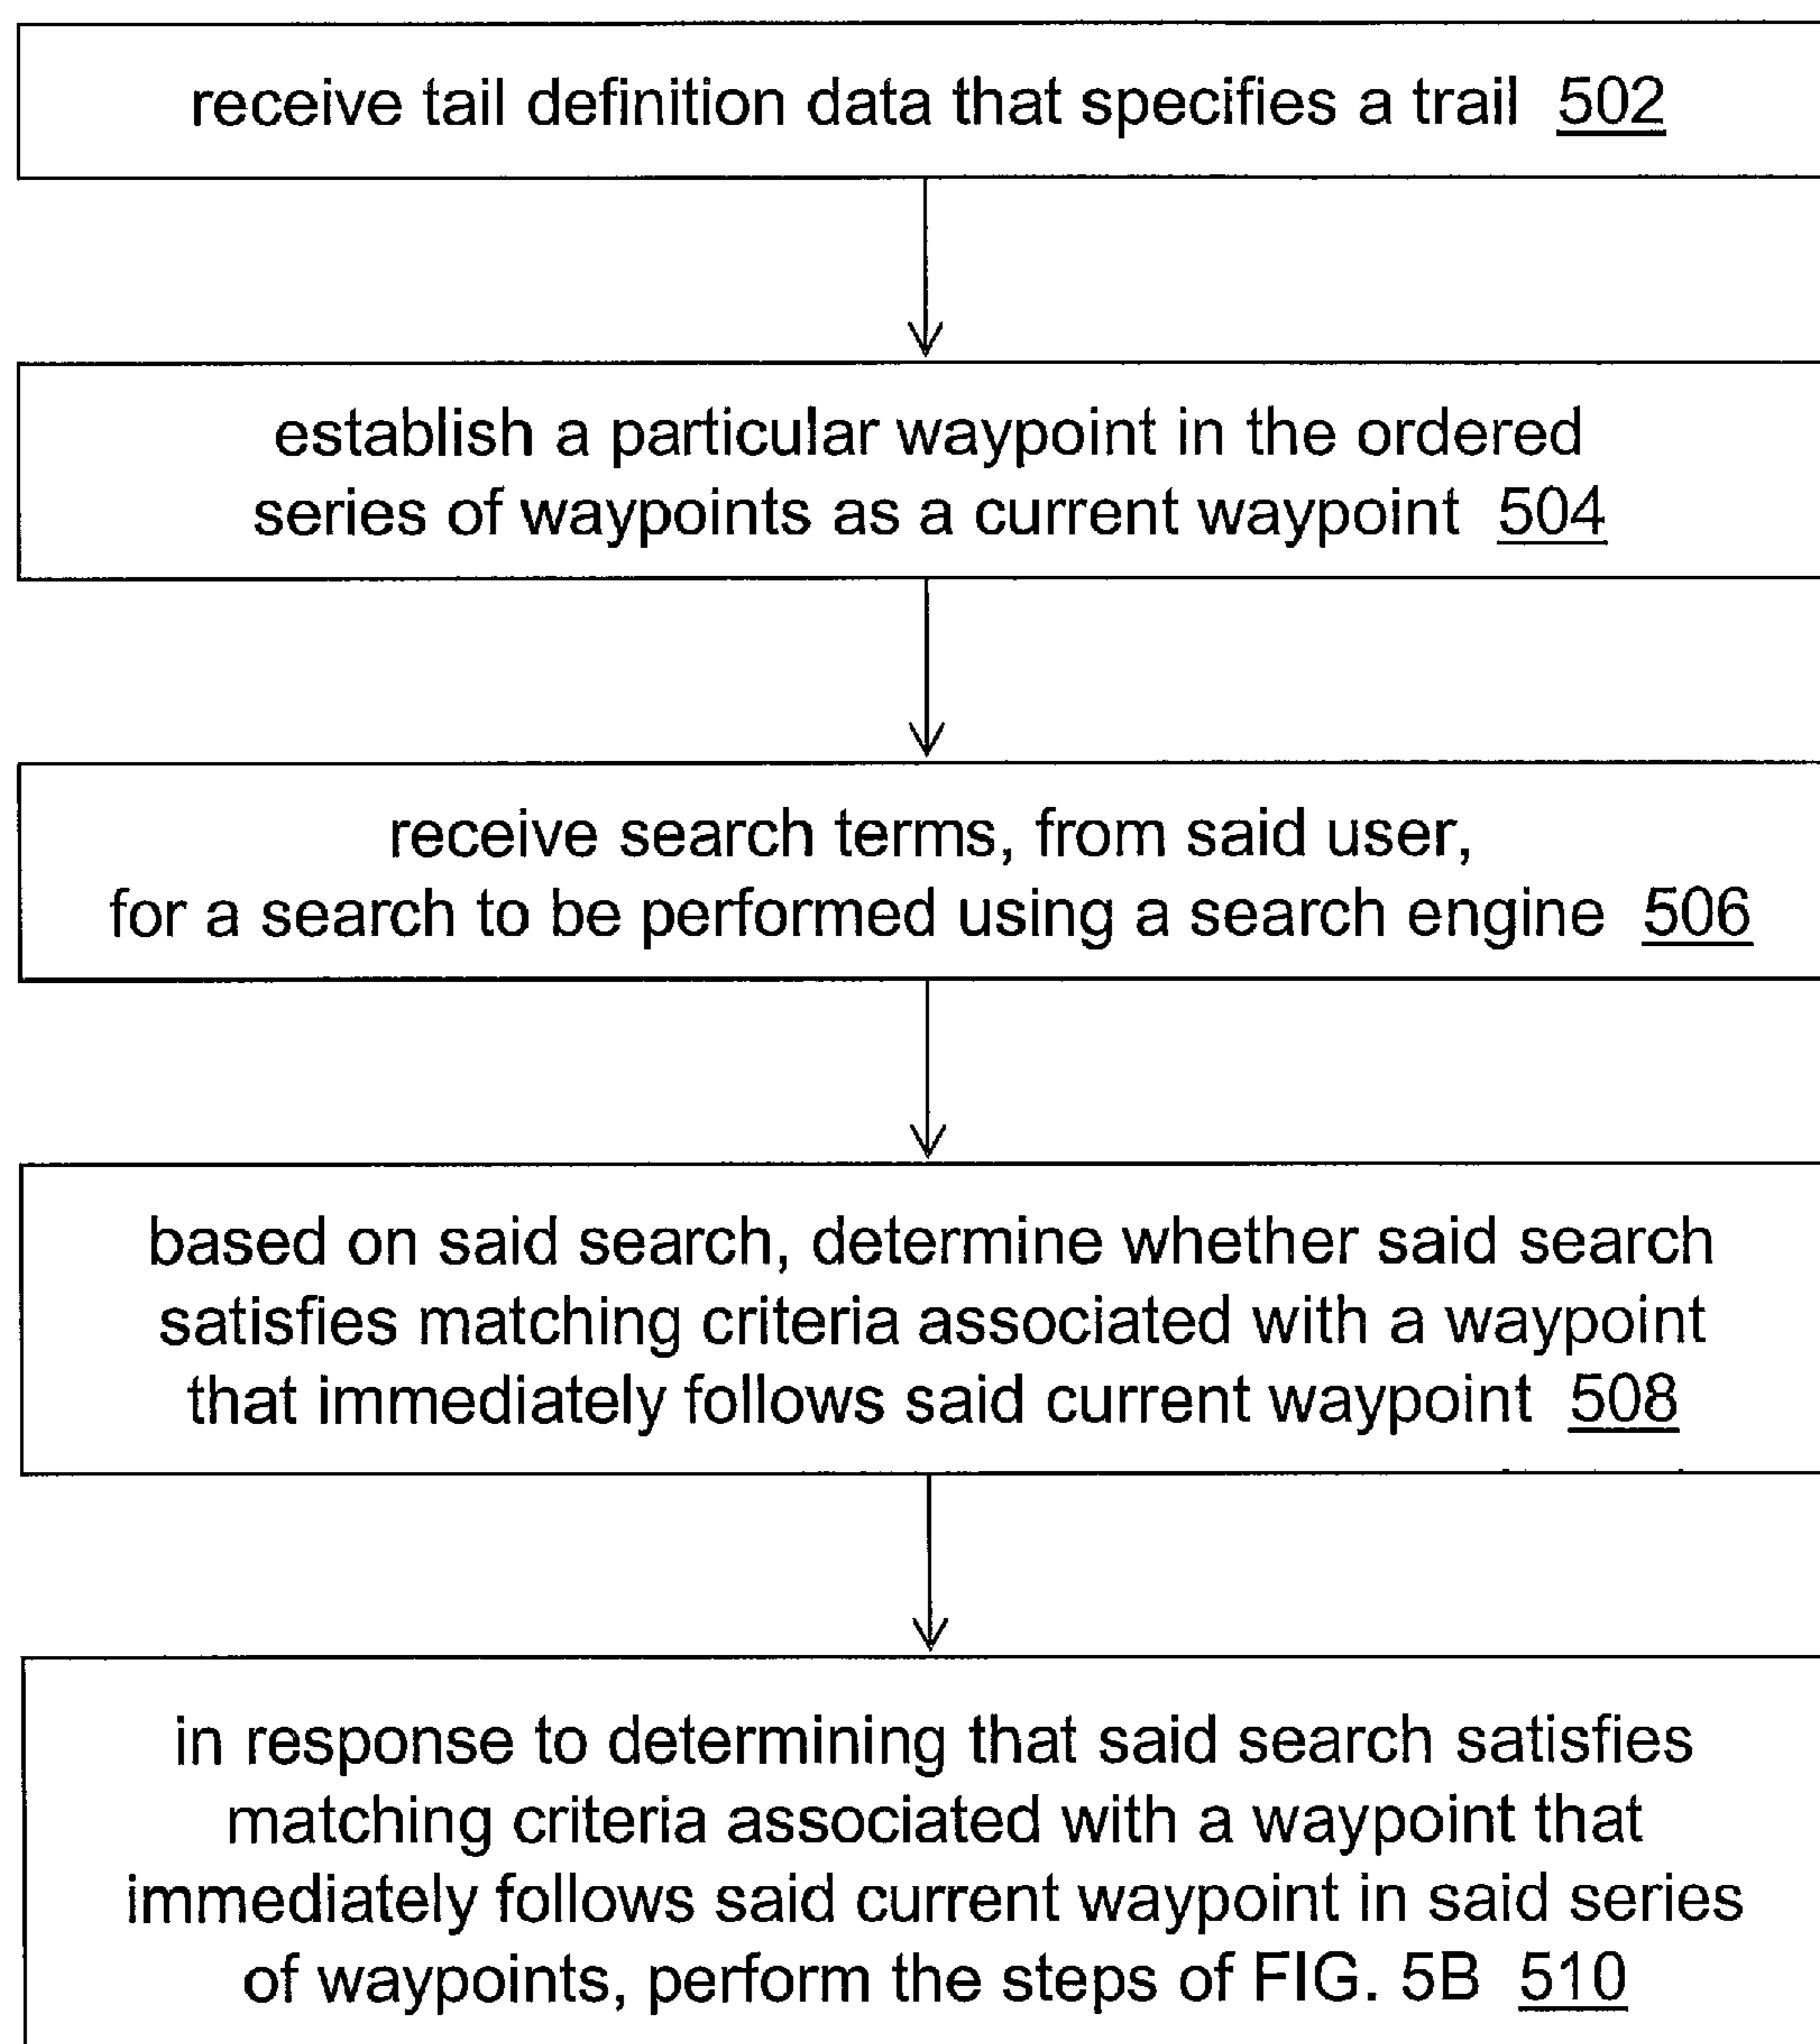 receive tail definition data that specifies a trail 502
establish a particular waypoint in the ordered
series of waypoints as a current waypoint 504
receive search terms, from said user,
for a search to be performed using a search engine 506
based on said search, determine whether said search
satisfies matching criteria associated with a waypoint
that immediately follows said current waypoint 508
in response to determining that said search satisfies
matching criteria associated with a waypoint that
immediately follows said current waypoint in said series
of waypoints, perform the steps of FIG. 5B 510